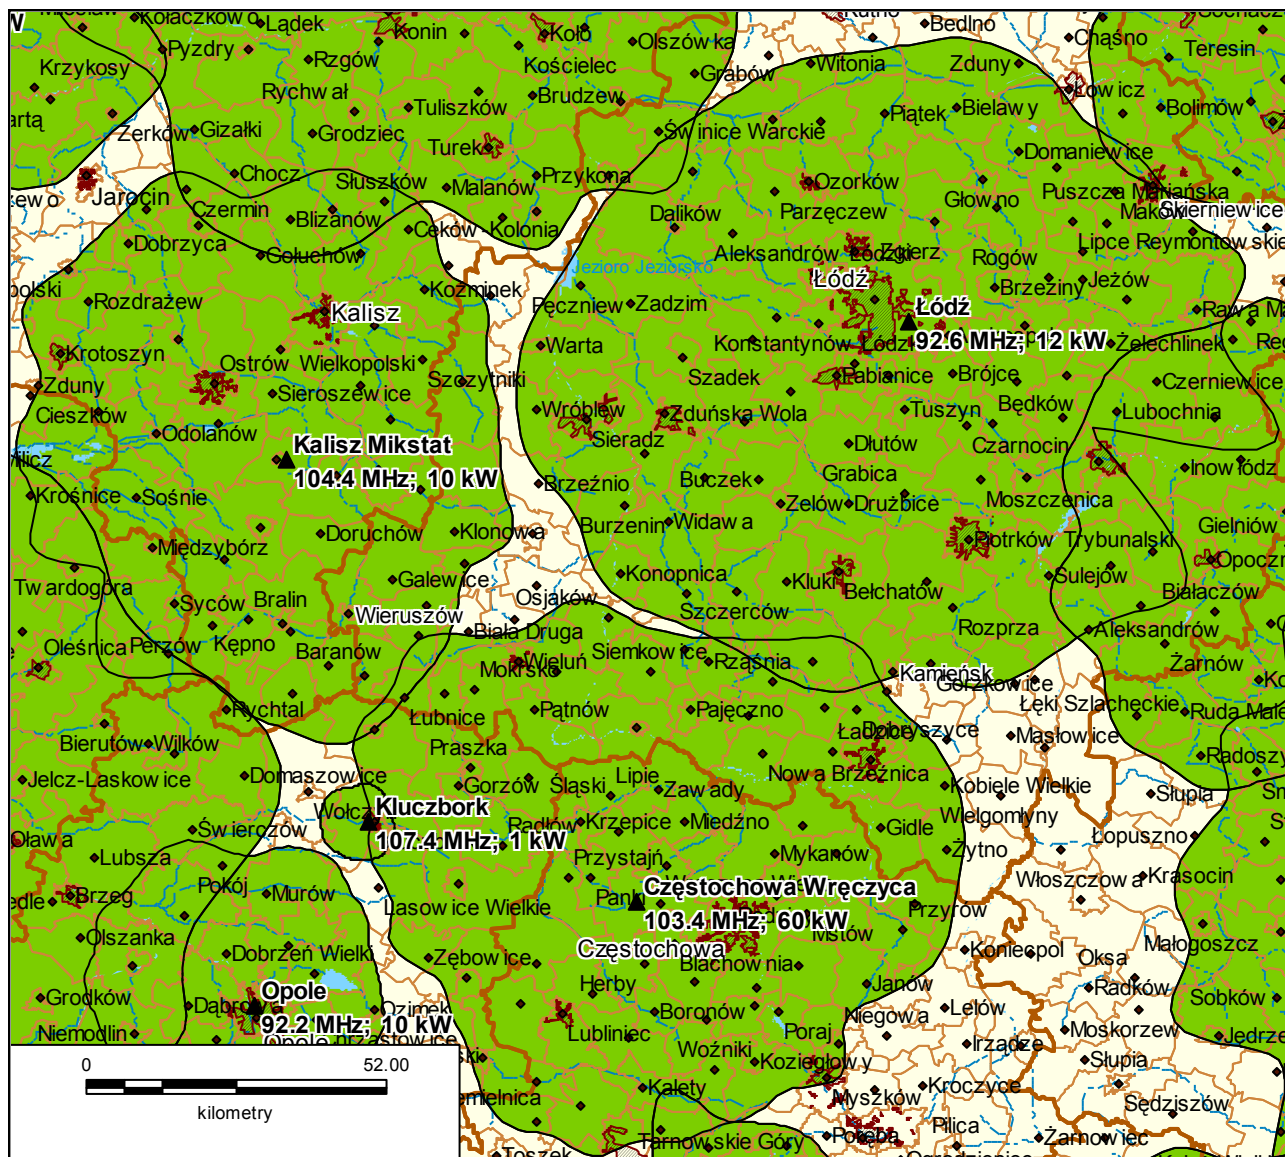 Kołaczkowo
Lądek
Konin
Koło
Olszówka
Bedlno
Chąśno
Teresin
Pyzdry
Rzgów
Kościelec
Grabów
Witonia
Zduny
Krzykosy
Rychwał
Tuliszków
Brudzew
Piątek
Bielawy
Łowicz
Bolimów
Żerków
Gizałki
Grodziec
Świnice Warckie
Turek
Domaniewice
Chocz
Słuszków
Malanów
Przykona
Ozorków
Puszcza Mariańska
Jarocin
Czermin
Blizanów
Dalików
Parzęczew
Głowno
Maków
Skierniewice
Dobrzyca
Gołuchów
Ceków-Kolonia
Aleksandrów Łódzki
Zgierz
Rogów
Lipce Reymontowskie
Jezioro Jeziorsko
Łódź
Rozdrażew
Koźminek
Pęczniew
Zadzim
Brzeziny
Jeżów
Kalisz
Łódź
92.6 MHz; 12 kW
Krotoszyn
Ostrów Wielkopolski
Warta
Konstantynów Łódzki
Żelechlinek
Zduny
Szczytniki
Szadek
Pabianice
Brójce
Czerniewice
Cieszków
Sieroszewice
Wróblew
Zduńska Wola
Tuszyn
Będków
Lubochnia
Odolanów
Sieradz
Kalisz Mikstat
104.4 MHz; 10 kW
Dłutów
Czarnocin
Grabica
Inowłódz
Krośnice
Sośnie
Brzeźnio
Buczek
Zelów
Drużbice
Moszczenica
Międzybórz
Doruchów
Klonowa
Burzenin
Widawa
Piotrków Trybunalski
Gielniów
Twardogóra
Galewice
Osjaków
Konopnica
Kluki
Bełchatów
Sulejów
Syców
Bralin
Wieruszów
Szczerców
Białaczów
Oleśnica
Perzów
Kępno
Baranów
Biała Druga
Siemkowice
Rząśnia
Rozprza
Aleksandrów
Mokrsko
Wieluń
Żarnów
Kamieńsk
Gorzkowice
Rychtal
Łubnice
Pątnów
Pajęczno
Łęki Szlacheckie
Ruda Male
Bierutów
Wilków
Praszka
Ładzice
Dobryszyce
Masłowice
Jelcz-Laskowice
Domaszowice
Gorzów Śląski
Lipie
Zawady
Nowa Brzeźnica
Kobiele Wielkie
Słupia
Kluczbork
107.4 MHz; 1 kW
Świerczów
Radłów
Krzepice
Miedźno
Gidle
Wielgomłyny
Łopuszno
Lubsza
Przystajń
Mykanów
Żytno
Brzeg
Pokój
Murów
Włoszczowa
Krasocin
Częstochowa Wręczyca
103.4 MHz; 60 kW
Lasowice Wielkie
Panki
Przyrów
Olszanka
Częstochowa
Mstów
Koniecpol
Małogoszcz
Dobrzeń Wielki
Zębowice
Blachownia
Oksa
Grodków
Opole
92.2 MHz; 10 kW
Herby
Janów
Radków
Sobków
Ozimek
Boronów
Niegowa
Lelów
Niemodlin
Lubliniec
Poraj
Irządze
Moskorzew
Woźniki
Koziegłowy
Słupia
Kalety
Myszków
Kroczyce
Sędziszów
Tarnowskie Góry
Poręba
Pilica
Żarnowiec
Toszek
0
52.00
kilometry